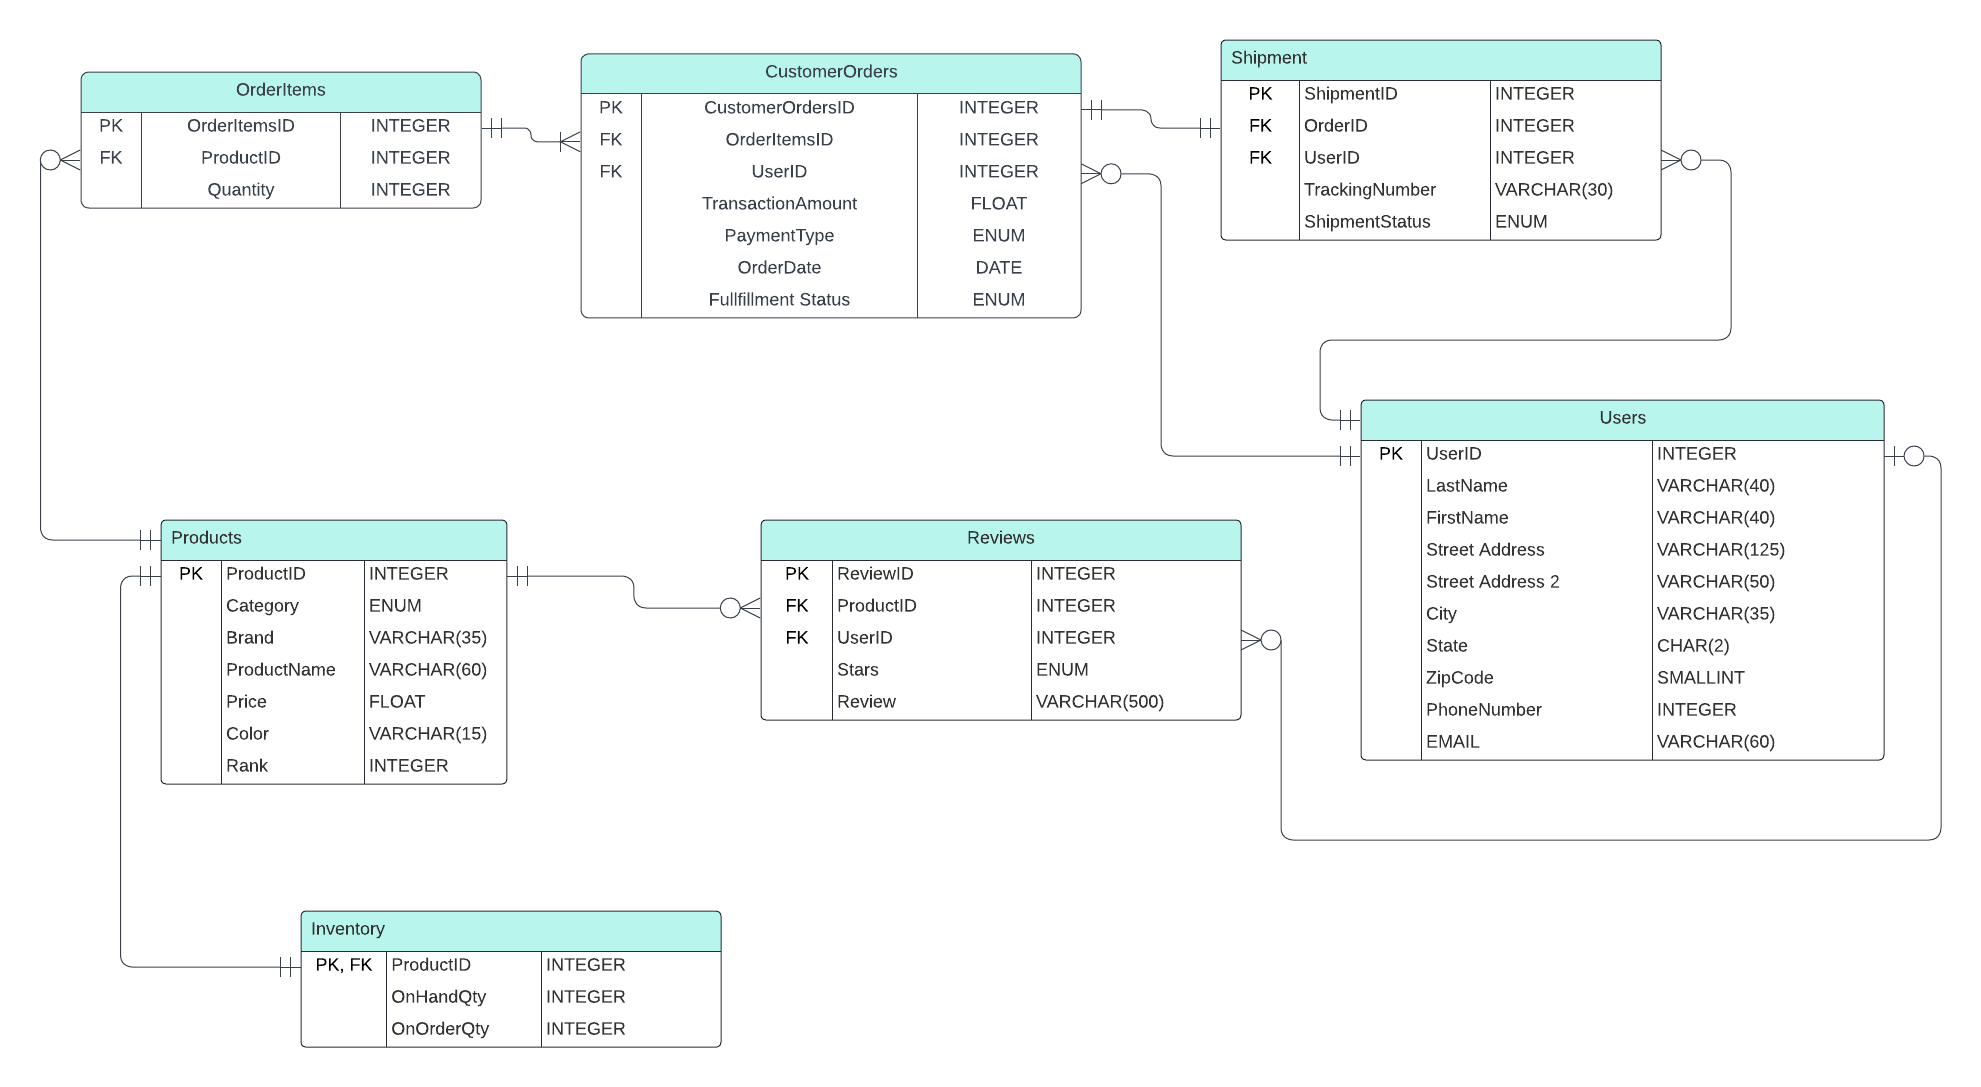 OrderItems
PK OrderItemsID INTEGER
FK ProductID INTEGER
Quantity INTEGER
CustomerOrders
PK CustomerOrdersID INTEGER
FK OrderItemsID INTEGER
FK UserID INTEGER
TransactionAmount FLOAT
PaymentType ENUM
OrderDate DATE
Fullfillment Status ENUM
Shipment
PK ShipmentID INTEGER
FK OrderID INTEGER
FK UserID INTEGER
TrackingNumber VARCHAR(30)
ShipmentStatus ENUM
Users
PK UserID INTEGER
LastName VARCHAR(40)
FirstName VARCHAR(40)
Street Address VARCHAR(125)
Street Address 2 VARCHAR(50)
City VARCHAR(35)
State CHAR(2)
ZipCode SMALLINT
PhoneNumber INTEGER
EMAIL VARCHAR(60)
Products
PK ProductID INTEGER
Category ENUM
Brand VARCHAR(35)
ProductName VARCHAR(60)
Price FLOAT
Color VARCHAR(15)
Rank INTEGER
Reviews
PK ReviewID INTEGER
FK ProductID INTEGER
FK UserID INTEGER
Stars ENUM
Review VARCHAR(500)
Inventory
PK, FK ProductID INTEGER
OnHandQty INTEGER
OnOrderQty INTEGER